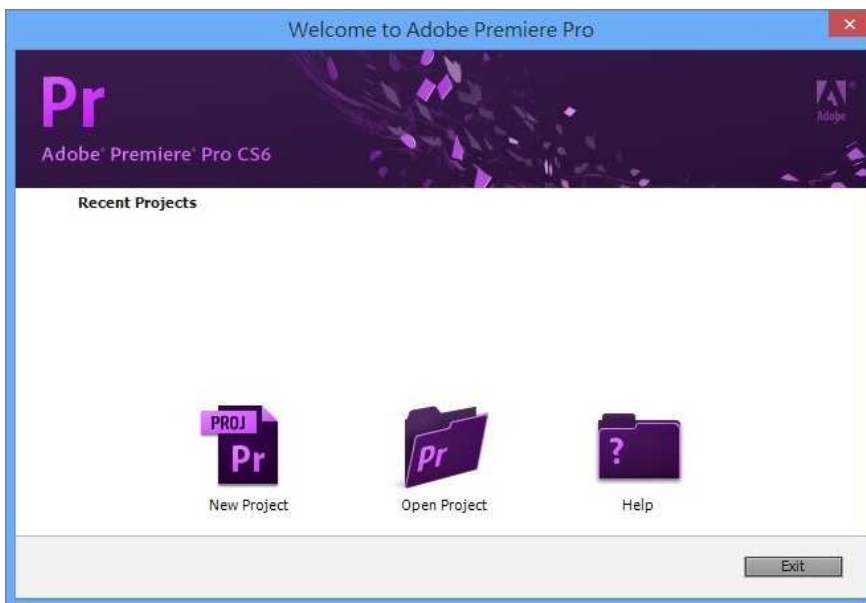 Welcome to Adobe Premiere Pro
Pr
Adobe® Premiere® Pro CS6
Adobe®
Recent Projects
PROJ
Pr
Pr
?
New Project
Open Project
Help
Exit